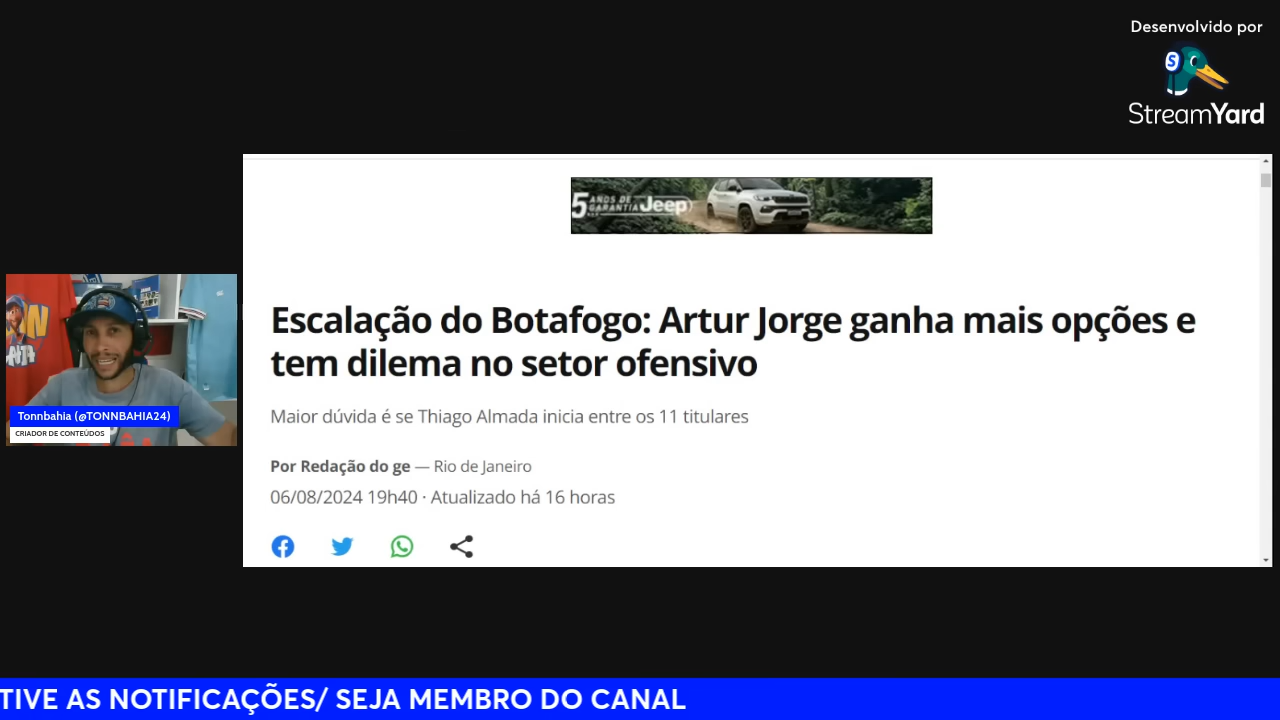 Desenvolvido por
StreamYard
5 ANOS DE GARANTIA Jeep
Escalação do Botafogo: Artur Jorge ganha mais opções e
tem dilema no setor ofensivo
Maior dúvida é se Thiago Almada inicia entre os 11 titulares
Por Redação do ge — Rio de Janeiro
06/08/2024 19h40 · Atualizado há 16 horas
Tonnbahia (@TONNBAHIA24)
CRIADOR DE CONTEÚDOS
TIVE AS NOTIFICAÇÕES/ SEJA MEMBRO DO CANAL